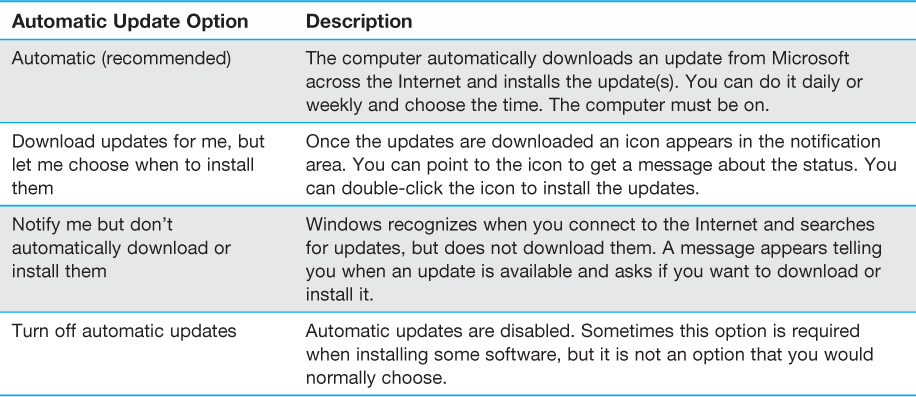 Automatic Update Option Description
Automatic (recommended) The computer automatically downloads an update from Microsoft
across the Internet and installs the update(s). You can do it daily or
weekly and choose the time. The computer must be on.
Download updates for me, but Once the updates are downloaded an icon appears in the notification
let me choose when to install area. You can point to the icon to get a message about the status. You
them can double-click the icon to install the updates.
Notify me but don’t Windows recognizes when you connect to the Internet and searches
automatically download or for updates, but does not download them. A message appears telling
install them you when an update is available and asks if you want to download or
install it.
Turn off automatic updates Automatic updates are disabled. Sometimes this option is required
when installing some software, but it is not an option that you would
normally choose.